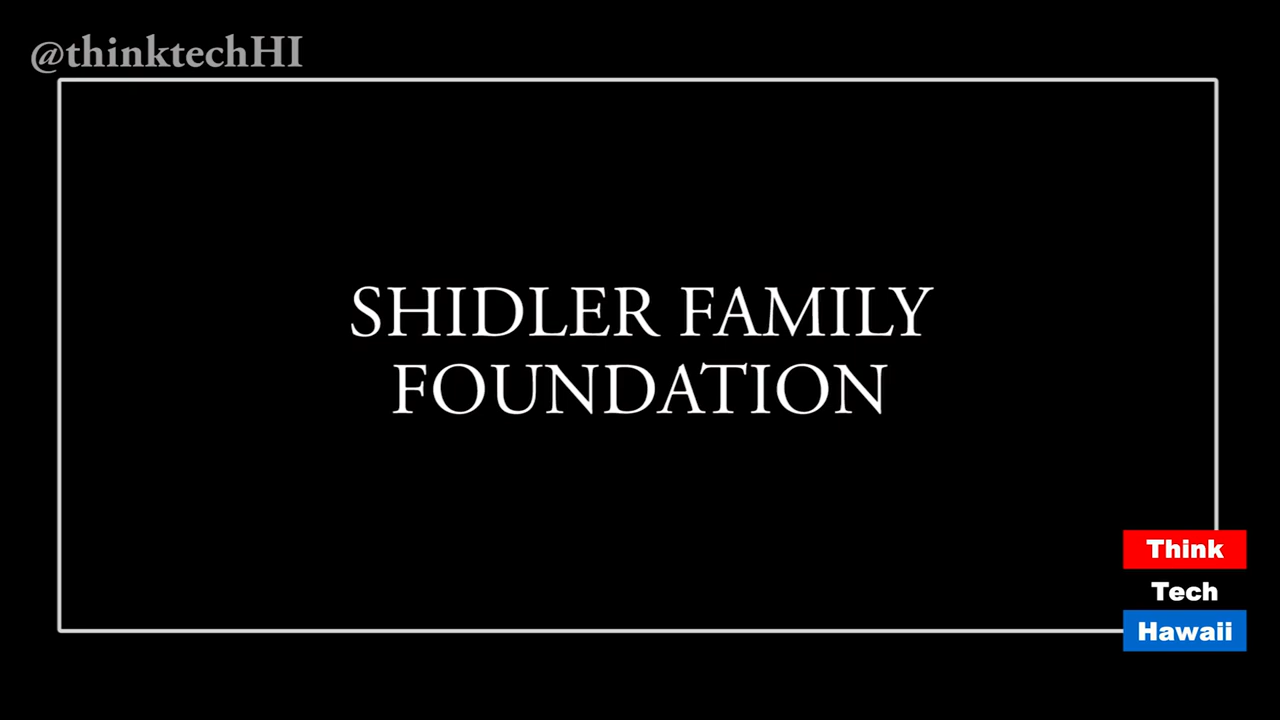 @thinktechHI
SHIDLER FAMILY
FOUNDATION
Think
Tech
Hawaii